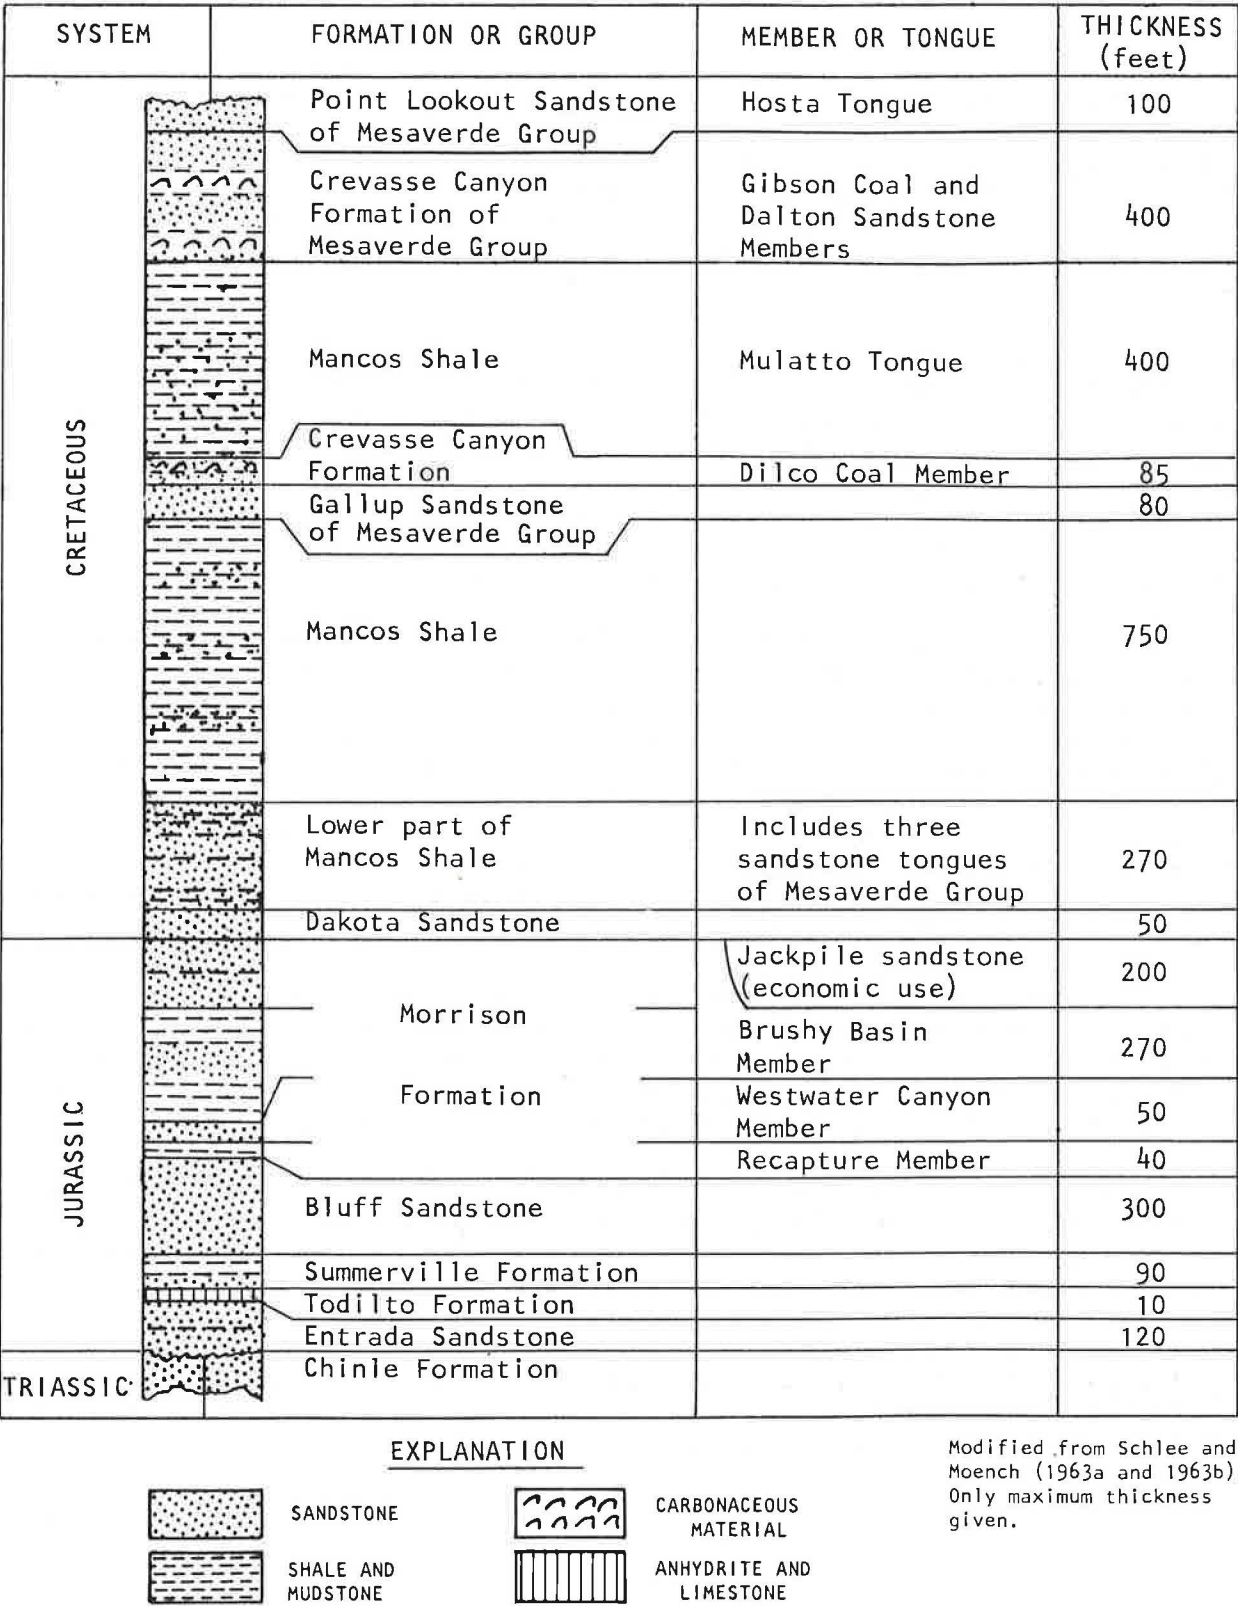 SYSTEM
FORMATION OR GROUP
MEMBER OR TONGUE
THICKNESS
(feet)
CRETACEOUS
Point Lookout Sandstone
of Mesaverde Group
Hosta Tongue
100
Crevasse Canyon
Formation of
Mesaverde Group
Gibson Coal and
Dalton Sandstone
Members
400
Mancos Shale
Mulatto Tongue
400
Crevasse Canyon
Formation
Dilco Coal Member
85
Gallup Sandstone
of Mesaverde Group
80
Mancos Shale
750
Lower part of
Mancos Shale
Includes three
sandstone tongues
of Mesaverde Group
270
Dakota Sandstone
50
JURASSIC
Morrison
Formation
Jackpile sandstone
(economic use)
200
Brushy Basin
Member
270
Westwater Canyon
Member
50
Recapture Member
40
Bluff Sandstone
300
Summerville Formation
90
Todilto Formation
10
Entrada Sandstone
120
TRIASSIC
Chinle Formation
EXPLANATION
SANDSTONE
SHALE AND
MUDSTONE
CARBONACEOUS
MATERIAL
ANHYDRITE AND
LIMESTONE
Modified from Schlee and
Moench (1963a and 1963b)
Only maximum thickness
given.